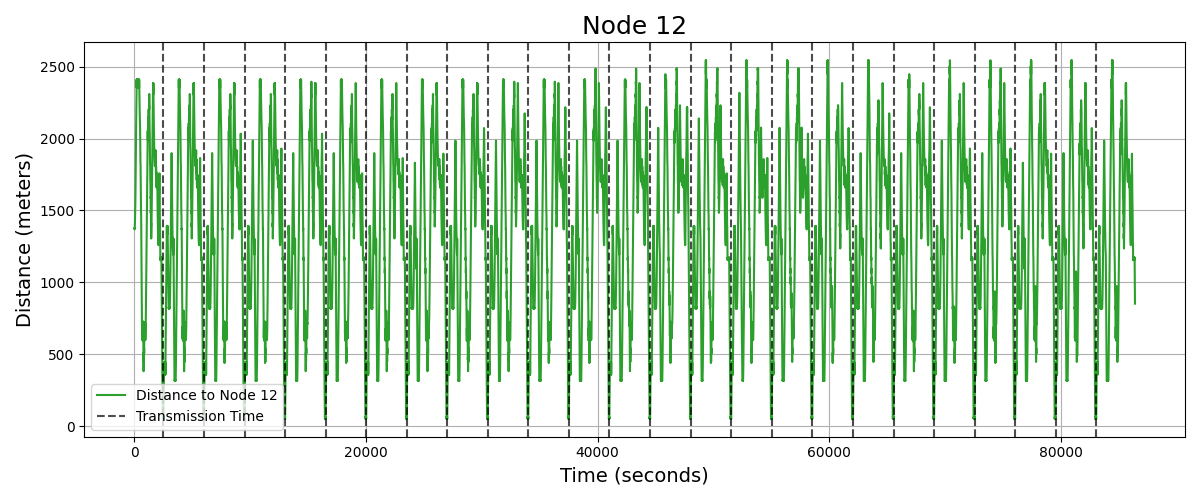 Node 12
Distance (meters)
2500
2000
1500
1000
500
0
Distance to Node 12
Transmission Time
0 20000 40000 60000 80000
Time (seconds)